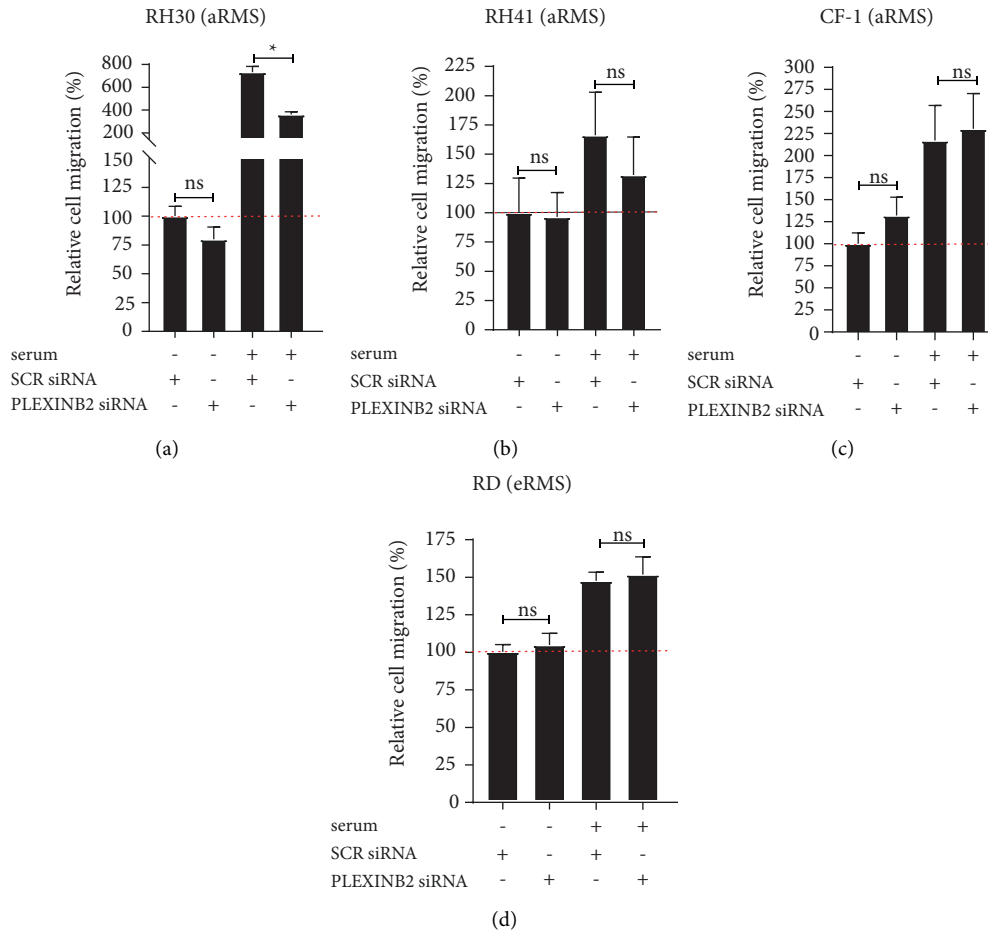 RH30 (aRMS)
Relative cell migration (%)
800
600
400
200
150
100
75
50
25
0
ns
*
serum - - + +
SCR siRNA + - + -
PLEXINB2 siRNA - + - +
(a)
RH41 (aRMS)
Relative cell migration (%)
225
200
175
150
125
100
75
50
25
0
ns
ns
serum - - + +
SCR siRNA + - + -
PLEXINB2 siRNA - + - +
(b)
CF-1 (aRMS)
Relative cell migration (%)
300
250
225
200
175
150
125
100
75
50
25
0
ns
ns
serum - - + +
SCR siRNA + - + -
PLEXINB2 siRNA - + - +
(c)
RD (eRMS)
Relative cell migration (%)
175
150
125
100
75
50
25
0
ns
ns
serum - - + +
SCR siRNA + - + -
PLEXINB2 siRNA - + - +
(d)